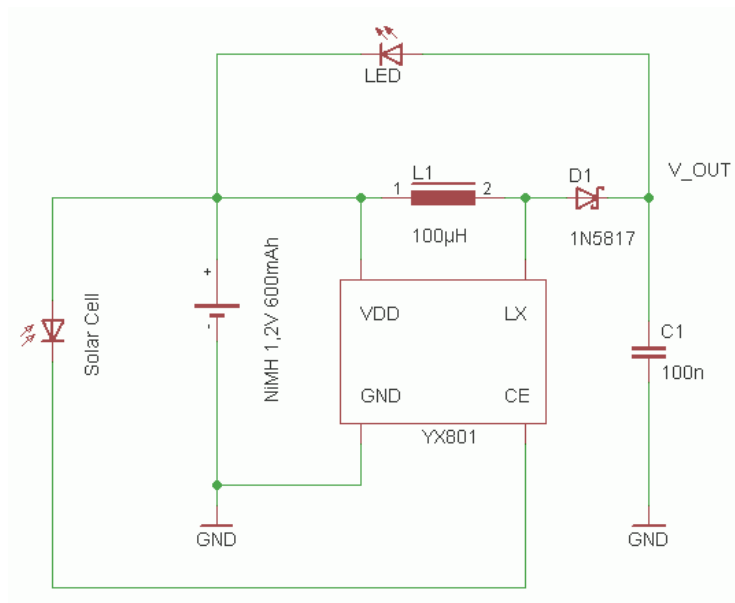 LED
L1
1
2
D1
V_OUT
100µH
1N5817
+
-
NiMH 1,2V 600mAh
Solar Cell
VDD
LX
GND
CE
YX801
C1
100n
GND
GND